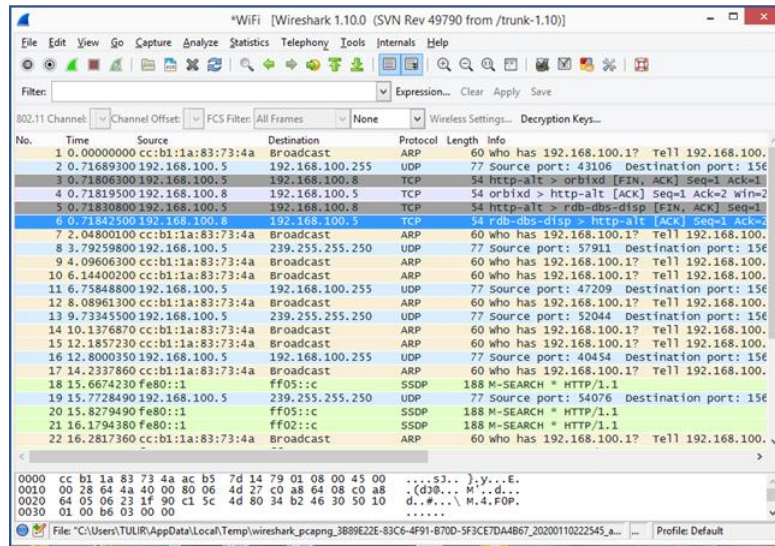 *WiFi [Wireshark 1.10.0 (SVN Rev 49790 from /trunk-1.10)]
File Edit View Go Capture Analyze Statistics Telephony Tools Internals Help
Filter: Expression... Clear Apply Save
802.11 Channel: Channel Offset: FCS Filter: All Frames None Wireless Settings... Decryption Keys...
No. Time Source Destination Protocol Length Info
1 0.00000000 cc:b1:1a:83:73:4a Broadcast ARP 60 Who has 192.168.100.1? Tell 192.168.100.
2 0.71689300 192.168.100.5 192.168.100.255 UDP 77 Source port: 43106 Destination port: 156
3 0.71806300 192.168.100.5 192.168.100.8 TCP 54 http-alt > orbixd [FIN, ACK] Seq=1 Ack=1
4 0.71819500 192.168.100.8 192.168.100.5 TCP 54 orbixd > http-alt [ACK] Seq=1 Ack=2 Win=2
5 0.71830800 192.168.100.5 192.168.100.8 TCP 54 http-alt > rdb-dbs-disp [FIN, ACK] Seq=1
6 0.71842500 192.168.100.8 192.168.100.5 TCP 54 rdb-dbs-disp > http-alt [ACK] Seq=1 Ack=2
7 2.04800100 cc:b1:1a:83:73:4a Broadcast ARP 60 Who has 192.168.100.1? Tell 192.168.100.
8 3.79259800 192.168.100.5 239.255.255.250 UDP 77 Source port: 57911 Destination port: 156
9 4.09606300 cc:b1:1a:83:73:4a Broadcast ARP 60 Who has 192.168.100.1? Tell 192.168.100.
10 6.14400200 cc:b1:1a:83:73:4a Broadcast ARP 60 Who has 192.168.100.1? Tell 192.168.100.
11 6.75848800 192.168.100.5 192.168.100.255 UDP 77 Source port: 47209 Destination port: 156
12 8.08961300 cc:b1:1a:83:73:4a Broadcast ARP 60 Who has 192.168.100.1? Tell 192.168.100.
13 9.73345500 192.168.100.5 239.255.255.250 UDP 77 Source port: 52044 Destination port: 156
14 10.1376870 cc:b1:1a:83:73:4a Broadcast ARP 60 Who has 192.168.100.1? Tell 192.168.100.
15 12.1857230 cc:b1:1a:83:73:4a Broadcast ARP 60 Who has 192.168.100.1? Tell 192.168.100.
16 12.8000350 192.168.100.5 192.168.100.255 UDP 77 Source port: 40454 Destination port: 156
17 14.2337860 cc:b1:1a:83:73:4a Broadcast ARP 60 Who has 192.168.100.1? Tell 192.168.100.
18 15.6674230 fe80::1 ff05::c SSDP 188 M-SEARCH * HTTP/1.1
19 15.7728490 192.168.100.5 239.255.255.250 UDP 77 Source port: 54076 Destination port: 156
20 15.8279490 fe80::1 ff05::c SSDP 188 M-SEARCH * HTTP/1.1
21 16.1794380 fe80::1 ff02::c SSDP 188 M-SEARCH * HTTP/1.1
22 16.2817360 cc:b1:1a:83:73:4a Broadcast ARP 60 Who has 192.168.100.1? Tell 192.168.100.
0000 cc b1 1a 83 73 4a ac b5 7d 14 79 01 08 00 45 00 ....sJ.. }.y...E.
0010 00 28 64 4a 40 00 80 06 4d 27 c0 a8 64 08 c0 a8 .(dJ@... M'..d...
0020 64 05 06 23 1f 90 c1 5c 4d 80 34 b2 46 30 50 10 d..#...\ M.4.F0P.
0030 01 00 b6 03 00 00 ......
File: "C:\Users\TULIR\AppData\Local\Temp\wireshark_pcapng_3B89E22E-83C6-4F91-B70D-5F3CE7DA4B67_20200110222545_a... ... Profile: Default